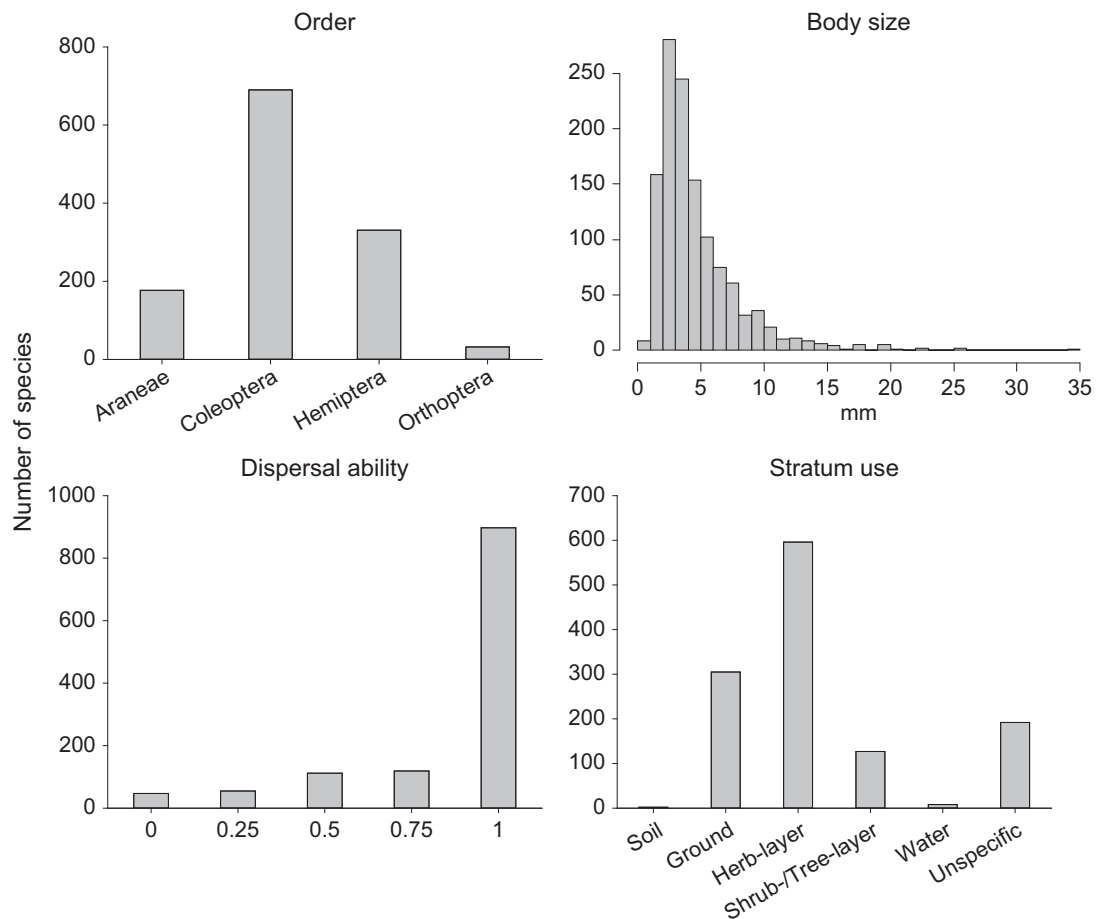 Number of species
Order
800
600
400
200
0
Araneae
Coleoptera
Hemiptera
Orthoptera
Body size
250
200
150
100
50
0
0 5 10 15 20 25 30 35
mm
Dispersal ability
1000
800
600
400
200
0
0 0.25 0.5 0.75 1
Stratum use
700
600
500
400
300
200
100
0
Soil
Ground
Herb-layer
Shrub-/Tree-layer
Water
Unspecific